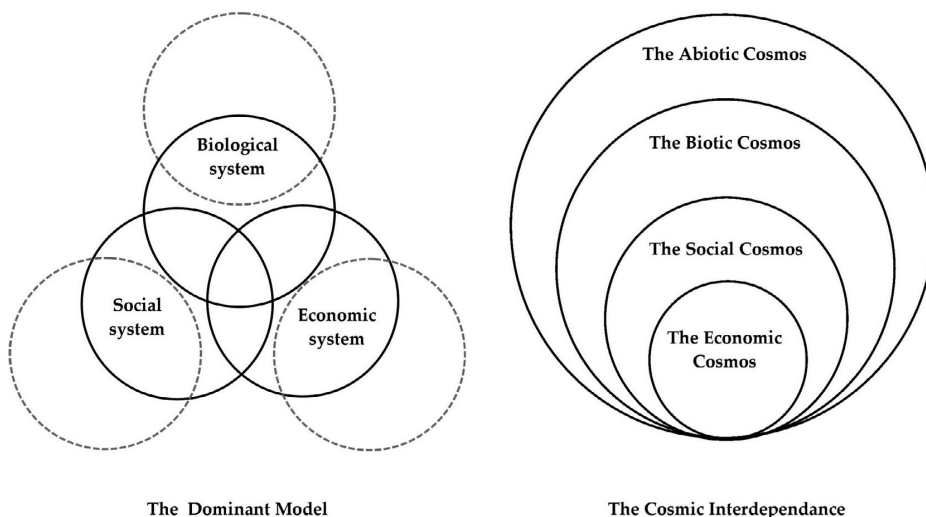 Biological
system
Social
system
Economic
system
The Dominant Model
The Abiotic Cosmos
The Biotic Cosmos
The Social Cosmos
The Economic
Cosmos
The Cosmic Interdependance